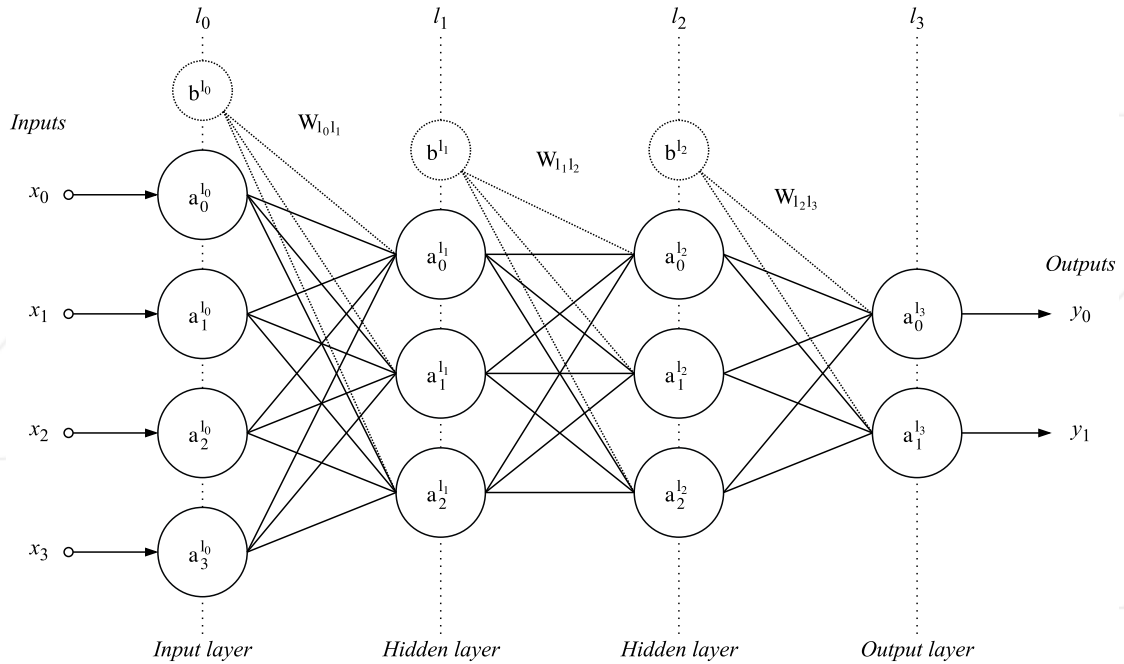 l₀ l₁ l₂ l₃
b^l₀
Inputs
W_l₀l₁
b^l₁
W_l₁l₂
b^l₂
W_l₂l₃
x₀ a₀^l₀
a₀^l₁ a₀^l₂
Outputs
x₁ a₁^l₀ a₀^l₃ y₀
a₁^l₁ a₁^l₂
x₂ a₂^l₀ a₁^l₃ y₁
a₂^l₁ a₂^l₂
x₃ a₃^l₀
Input layer Hidden layer Hidden layer Output layer